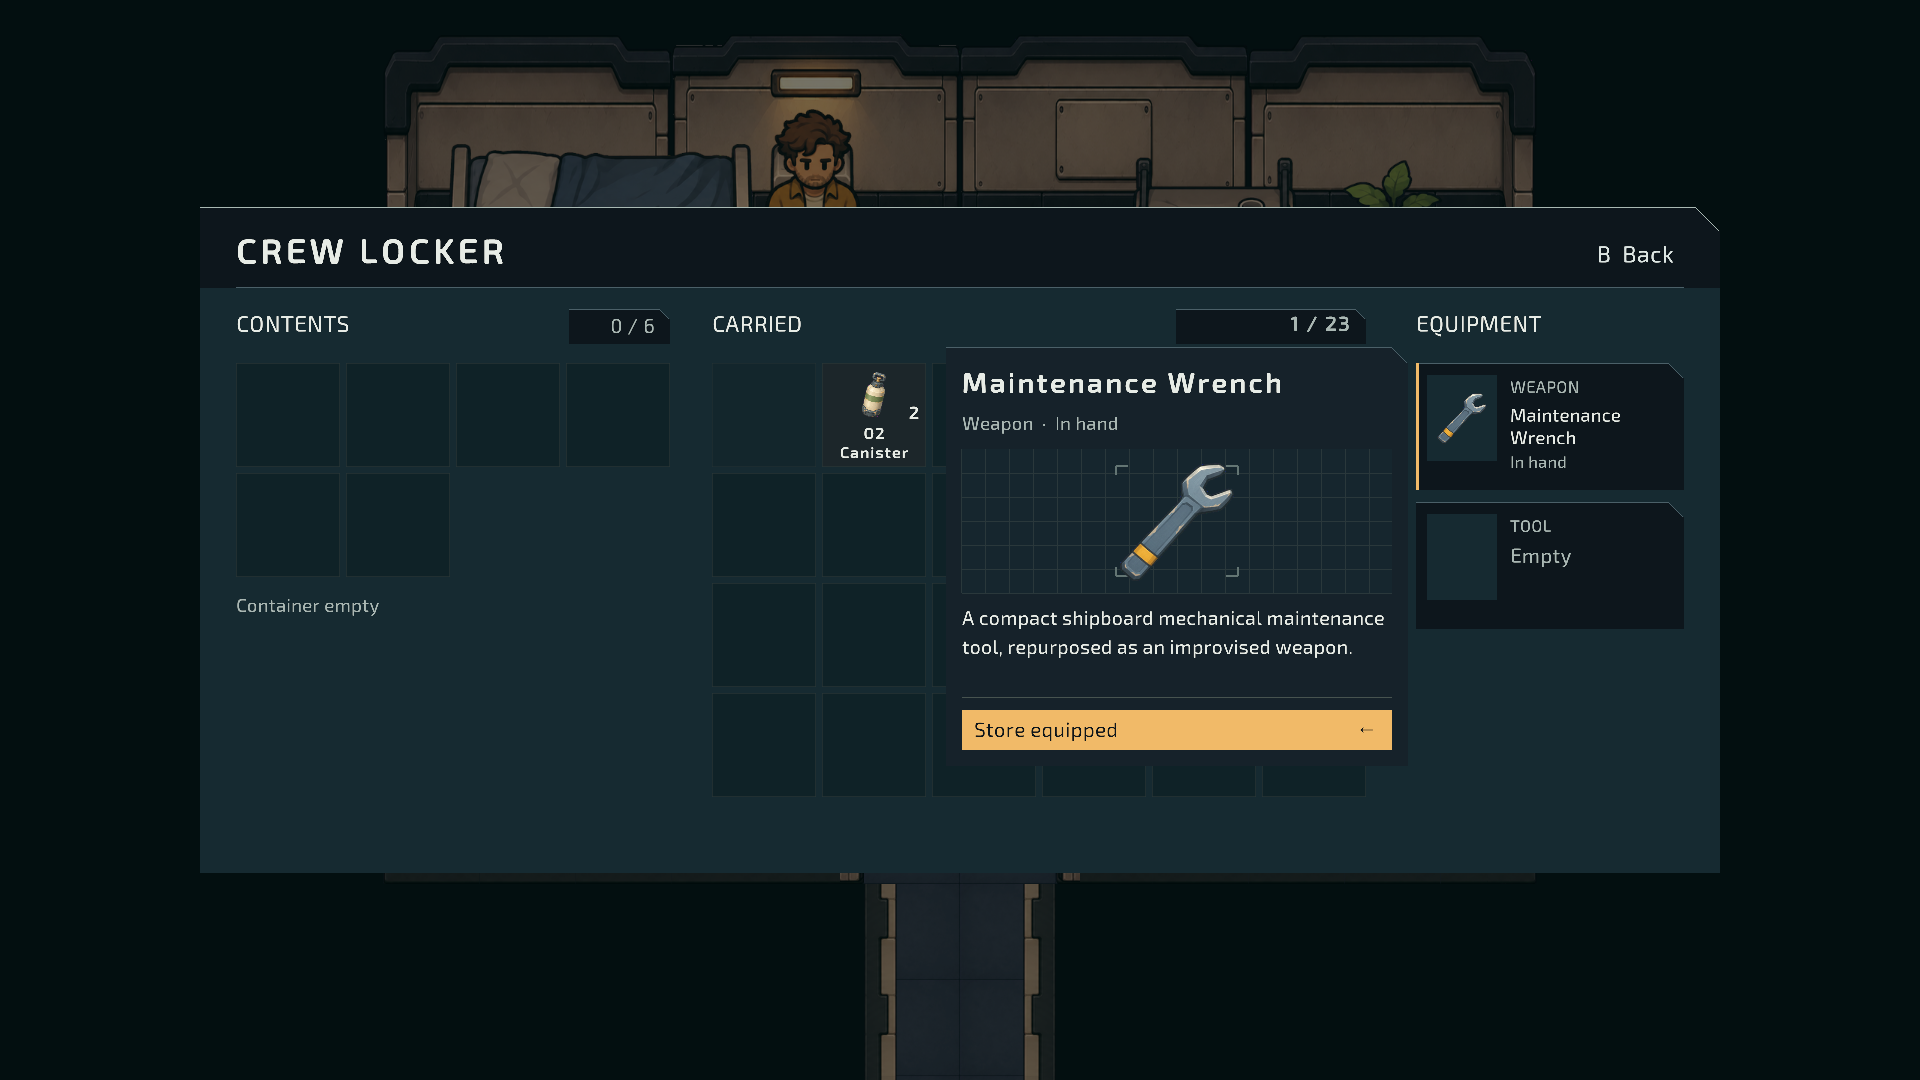 CREW LOCKER
B Back
CONTENTS
0 / 6
Container empty
CARRIED
1 / 23
2
O2
Canister
Maintenance Wrench
Weapon · In hand
A compact shipboard mechanical maintenance
tool, repurposed as an improvised weapon.
Store equipped ←
EQUIPMENT
WEAPON
Maintenance
Wrench
In hand
TOOL
Empty